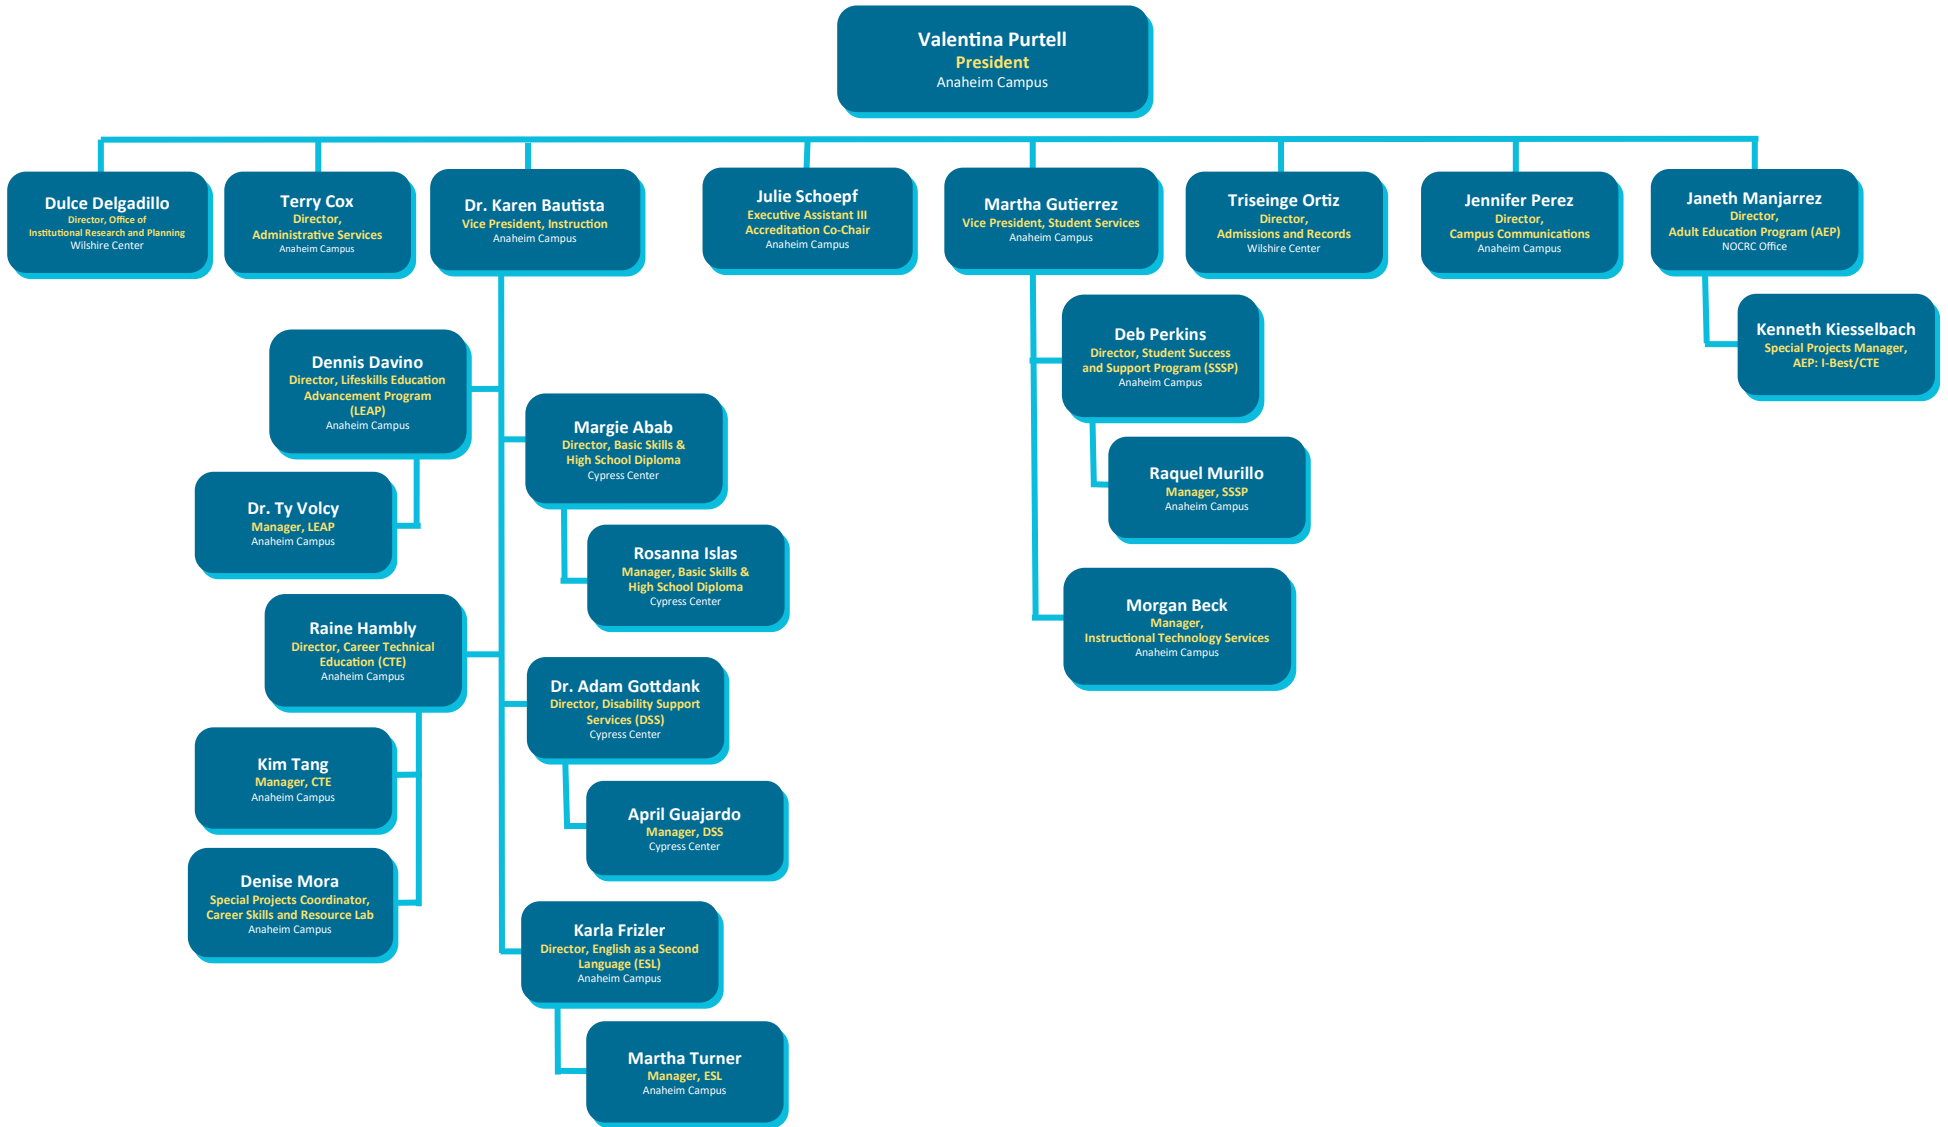 Valentina Purtell
President
Anaheim Campus
Dulce Delgadillo
Director, Office of
Institutional Research and Planning
Wilshire Center
Terry Cox
Director,
Administrative Services
Anaheim Campus
Dr. Karen Bautista
Vice President, Instruction
Anaheim Campus
Julie Schoepf
Executive Assistant III
Accreditation Co-Chair
Anaheim Campus
Martha Gutierrez
Vice President, Student Services
Anaheim Campus
Triseinge Ortiz
Director,
Admissions and Records
Wilshire Center
Jennifer Perez
Director,
Campus Communications
Anaheim Campus
Janeth Manjarrez
Director,
Adult Education Program (AEP)
NOCRC Office
Kenneth Kiesselbach
Special Projects Manager,
AEP: I-Best/CTE
Dennis Davino
Director, Lifeskills Education
Advancement Program
(LEAP)
Anaheim Campus
Dr. Ty Volcy
Manager, LEAP
Anaheim Campus
Margie Abab
Director, Basic Skills &
High School Diploma
Cypress Center
Rosanna Islas
Manager, Basic Skills &
High School Diploma
Cypress Center
Raine Hambly
Director, Career Technical
Education (CTE)
Anaheim Campus
Kim Tang
Manager, CTE
Anaheim Campus
Denise Mora
Special Projects Coordinator,
Career Skills and Resource Lab
Anaheim Campus
Dr. Adam Gottdank
Director, Disability Support
Services (DSS)
Cypress Center
April Guajardo
Manager, DSS
Cypress Center
Karla Frizler
Director, English as a Second
Language (ESL)
Anaheim Campus
Martha Turner
Manager, ESL
Anaheim Campus
Deb Perkins
Director, Student Success
and Support Program (SSSP)
Anaheim Campus
Raquel Murillo
Manager, SSSP
Anaheim Campus
Morgan Beck
Manager,
Instructional Technology Services
Anaheim Campus